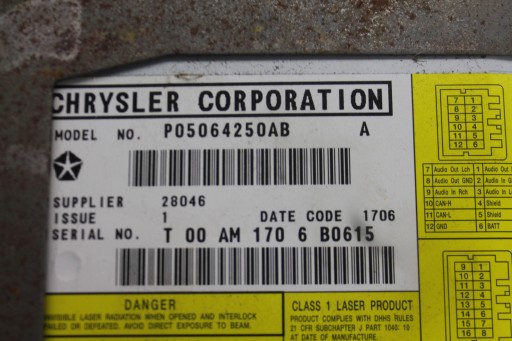 CHRYSLER CORPORATION
MODEL NO. P05064250AB A
SUPPLIER 28046
ISSUE 1 DATE CODE 1706
SERIAL NO. T 00 AM 170 6 B0615
DANGER
INVISIBLE LASER RADIATION WHEN OPENED AND INTERLOCK
FAILED OR DEFEATED. AVOID DIRECT EXPOSURE TO BEAM.
CLASS 1 LASER PRODUCT
PRODUCT COMPLIES WITH DHHS RULES
21 CFR SUBCHAPTER J PART 1040/10
AT DATE OF MANUFACTURE.
7 1
8 2
9 3
10 4
11 5
12 6
7 Audio Out Lch 1 Audio Out
8 Audio Out GND 2 Audio In
9 Audio In Rch 3 Audio In
10 CAN-H 4 Shield
11 CAN-L 5 Shield
12 GND 6 BATT
9 1
10 2
11 3
12 4
13 5
14 6
15 7
16 8